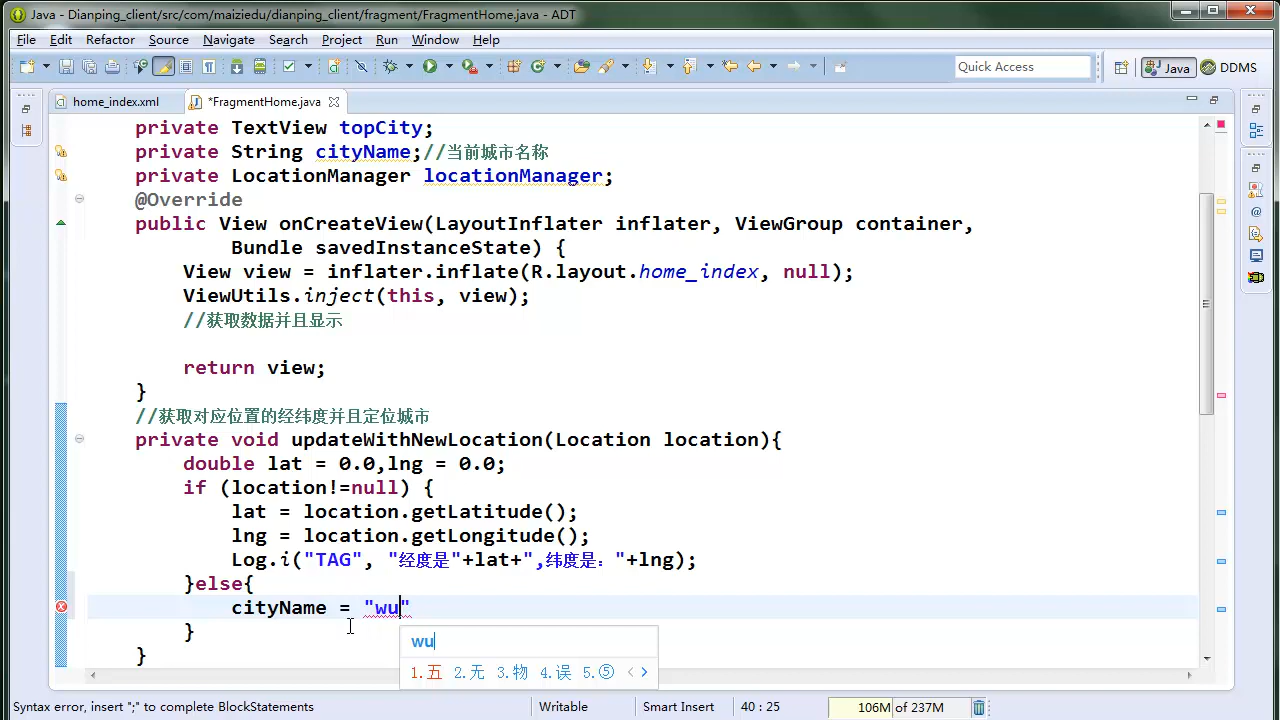 Java - Dianping_client/src/com/maiziedu/dianping_client/fragment/FragmentHome.java - ADT
File Edit Refactor Source Navigate Search Project Run Window Help
Quick Access Java DDMS
home_index.xml *FragmentHome.java
private TextView topCity;
private String cityName;//当前城市名称
private LocationManager locationManager;
@Override
public View onCreateView(LayoutInflater inflater, ViewGroup container,
Bundle savedInstanceState) {
View view = inflater.inflate(R.layout.home_index, null);
ViewUtils.inject(this, view);
//获取数据并且显示
return view;
}
//获取对应位置的经纬度并且定位城市
private void updateWithNewLocation(Location location){
double lat = 0.0,lng = 0.0;
if (location!=null) {
lat = location.getLatitude();
lng = location.getLongitude();
Log.i("TAG", "经度是"+lat+",纬度是："+lng);
}else{
cityName = "wu"
}
wu
}
1.五 2.无 3.物 4.误 5.⑤
Syntax error, insert ";" to complete BlockStatements Writable Smart Insert 40 : 25 106M of 237M